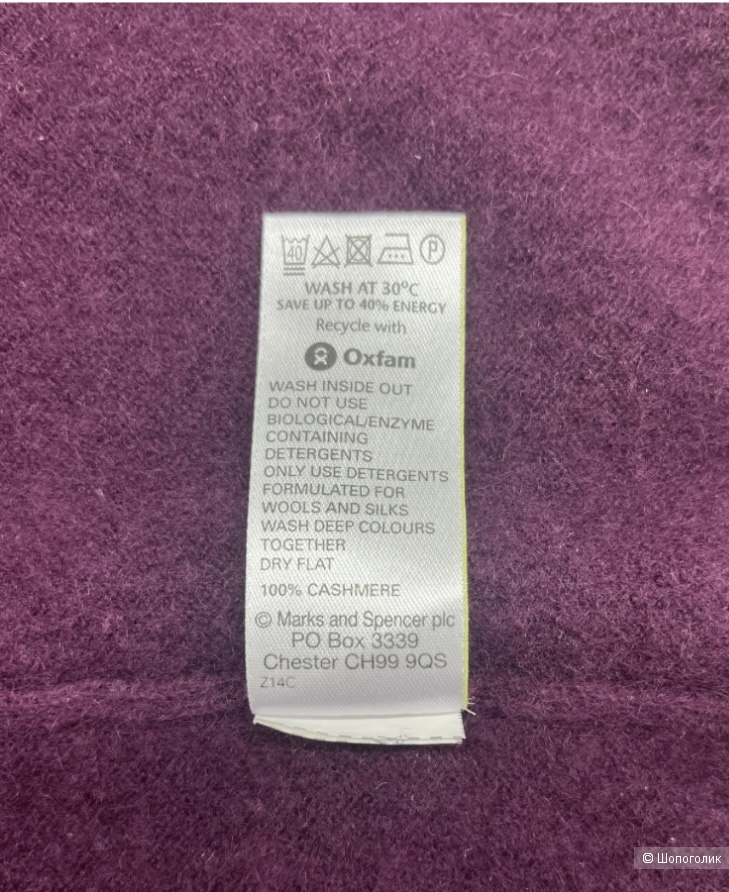 40
P
WASH AT 30ºC
SAVE UP TO 40% ENERGY
Recycle with
Oxfam
WASH INSIDE OUT
DO NOT USE
BIOLOGICAL/ENZYME
CONTAINING
DETERGENTS
ONLY USE DETERGENTS
FORMULATED FOR
WOOLS AND SILKS
WASH DEEP COLOURS
TOGETHER
DRY FLAT
100% CASHMERE
© Marks and Spencer plc
PO Box 3339
Chester CH99 9QS
Z14C
© Шопоголик